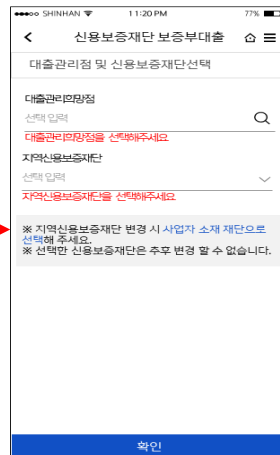 SHINHAN 11:20 PM 77%
신용보증재단 보증부대출
대출관리점 및 신용보증재단선택
대출관리희망점
선택 입력
대출관리희망점을 선택해주세요
지역신용보증재단
선택 입력
지역신용보증재단을 선택해주세요
※ 지역신용보증재단 변경 시 사업자 소재 재단으로
선택해 주세요.
※ 선택한 신용보증재단은 추후 변경 할 수 없습니다.
확인